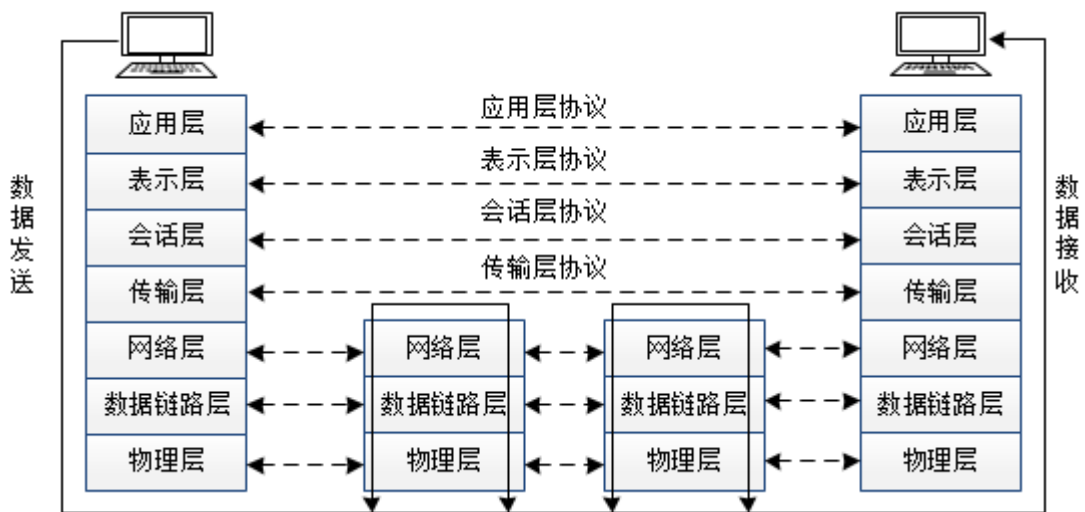 应用层
应用层协议
应用层
表示层
表示层协议
表示层
会话层
会话层协议
会话层
传输层
传输层协议
传输层
网络层
网络层
网络层
网络层
数据链路层
数据链路层
数据链路层
数据链路层
物理层
物理层
物理层
物理层
数据发送
数据接收